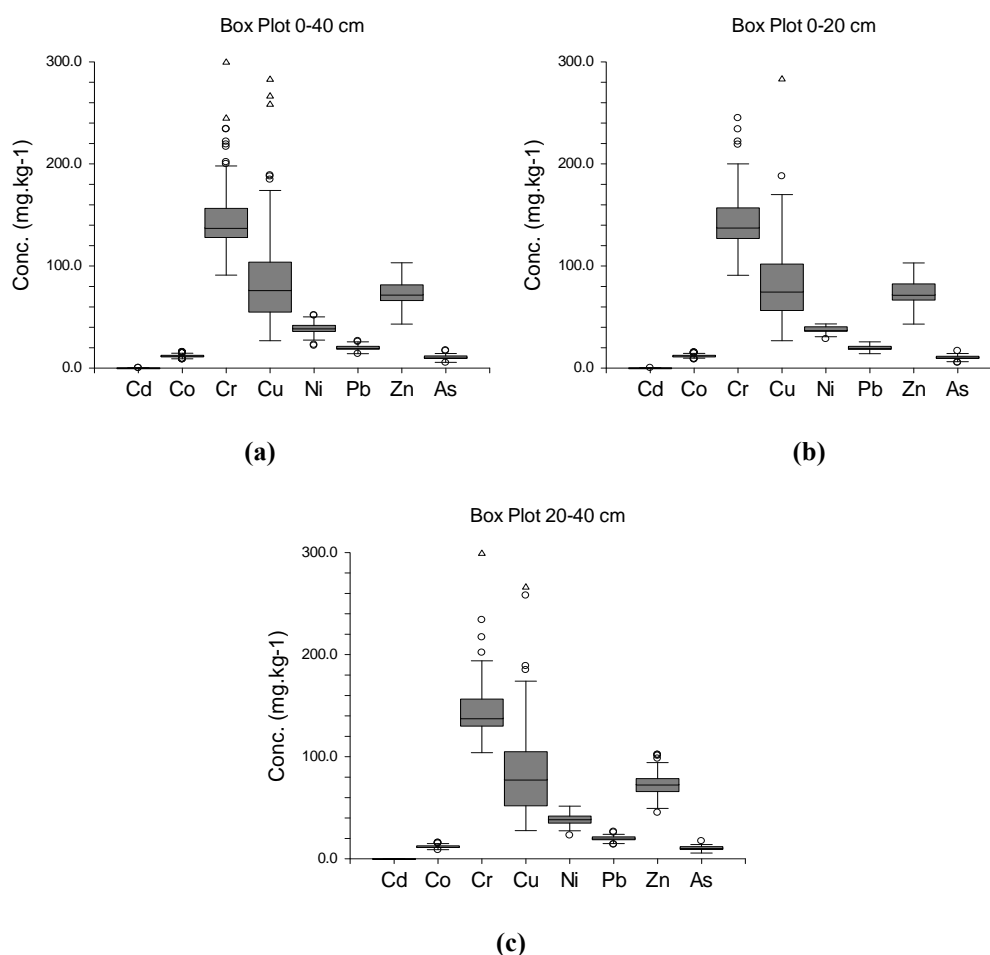 Box Plot 0-40 cm
300.0
200.0
100.0
0.0
Conc. (mg.kg-1)
Cd Co Cr Cu Ni Pb Zn As
(a)
Box Plot 0-20 cm
300.0
200.0
100.0
0.0
Conc. (mg.kg-1)
Cd Co Cr Cu Ni Pb Zn As
(b)
Box Plot 20-40 cm
300.0
200.0
100.0
0.0
Conc. (mg.kg-1)
Cd Co Cr Cu Ni Pb Zn As
(c)